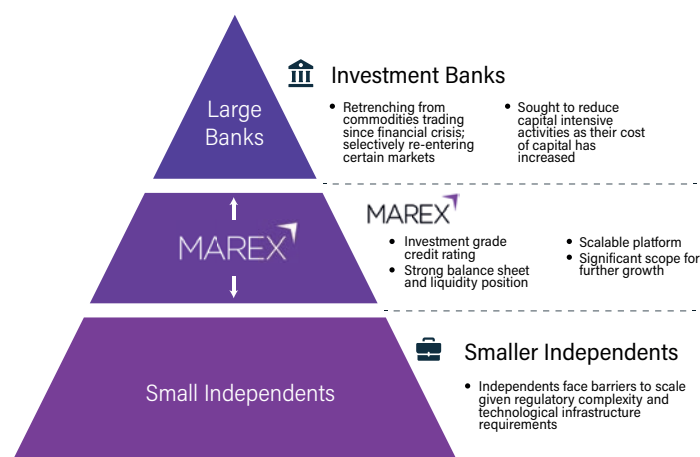 Large
Banks
Investment Banks
• Retrenching from
commodities trading
since financial crisis;
selectively re-entering
certain markets
• Sought to reduce
capital intensive
activities as their cost
of capital has
increased
MAREX
MAREX
• Investment grade
credit rating
• Strong balance sheet
and liquidity position
• Scalable platform
• Significant scope for
further growth
Small Independents
Smaller Independents
• Independents face barriers to scale
given regulatory complexity and
technological infrastructure
requirements